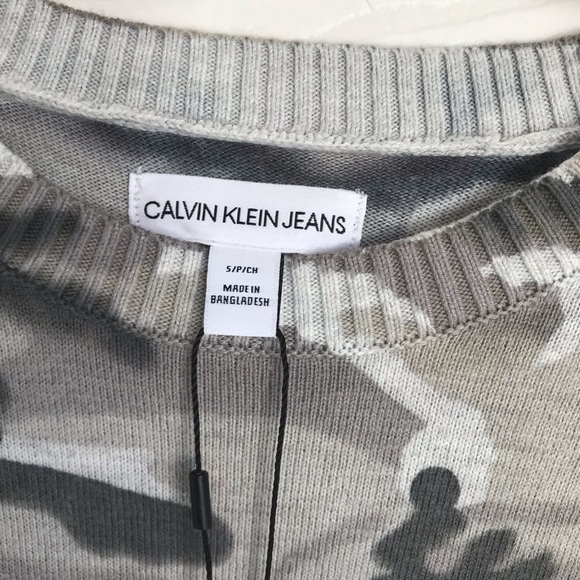 CALVIN KLEIN JEANS
S/P/CH
MADE IN
BANGLADESH